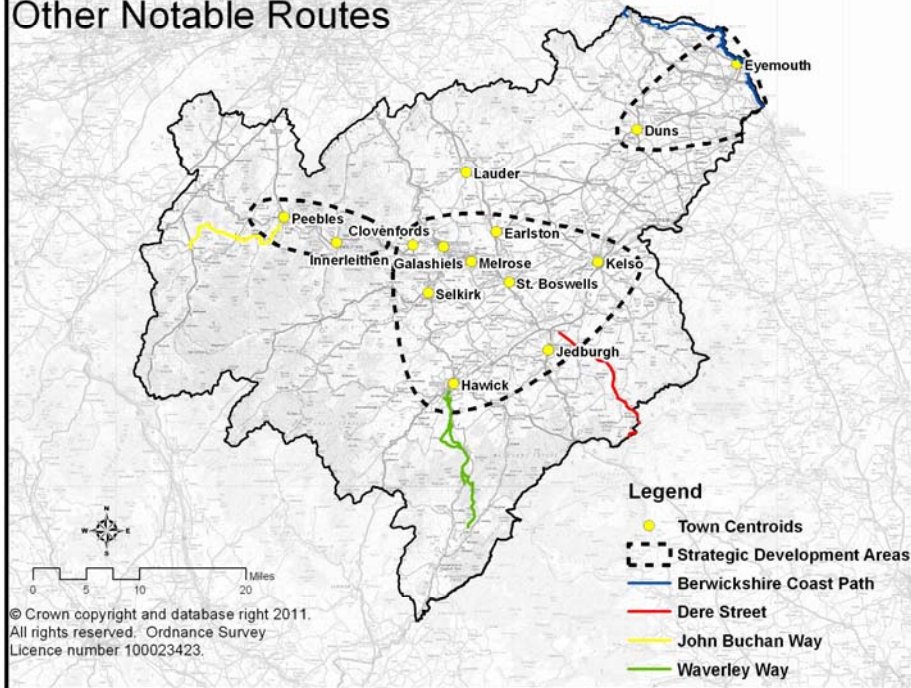 Other Notable Routes
Eyemouth
Duns
Lauder
Peebles
Clovenfords
Earlston
Innerleithen
Galashiels
Melrose
Kelso
St. Boswells
Selkirk
Jedburgh
Hawick
N
W
E
S
0
5
10
20
Miles
© Crown copyright and database right 2011.
All rights reserved. Ordnance Survey
Licence number 100023423.
Legend
Town Centroids
Strategic Development Areas
Berwickshire Coast Path
Dere Street
John Buchan Way
Waverley Way